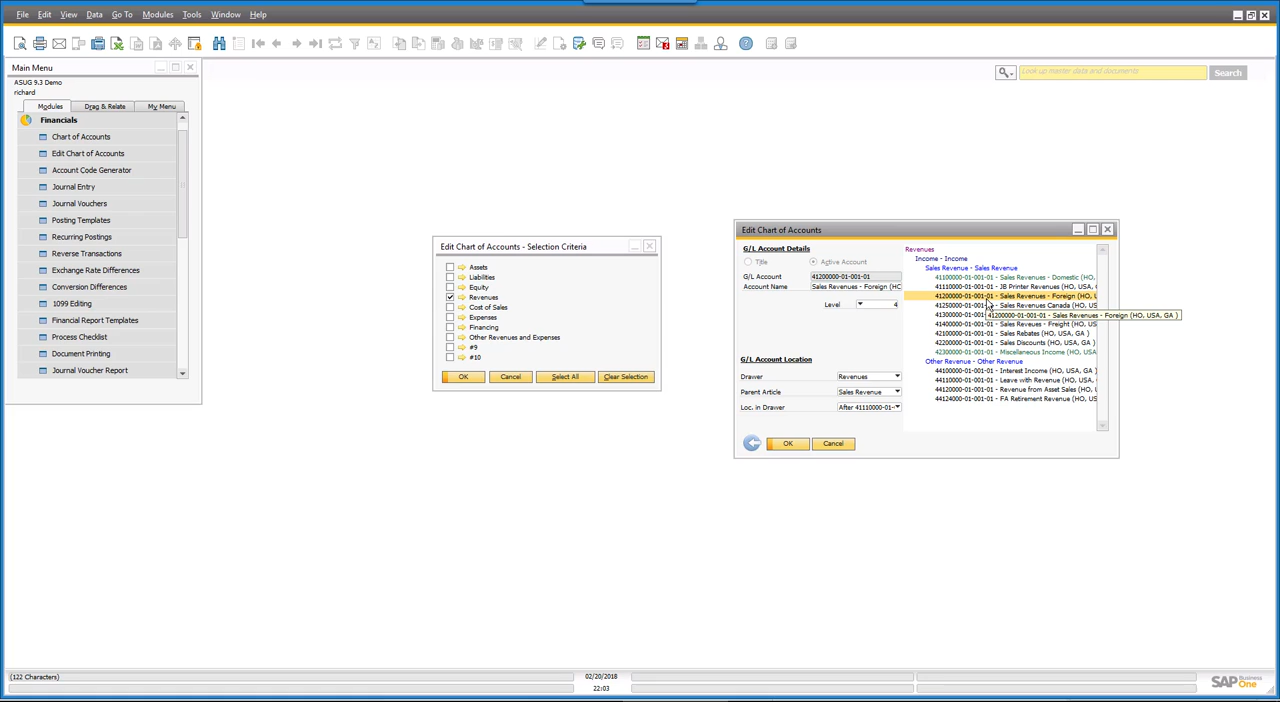 File Edit View Data Go To Modules Tools Window Help
Main Menu
ASUG 9.3 Demo
richard
Modules Drag & Relate My Menu
Financials
Chart of Accounts
Edit Chart of Accounts
Account Code Generator
Journal Entry
Journal Vouchers
Posting Templates
Recurring Postings
Reverse Transactions
Exchange Rate Differences
Conversion Differences
1099 Editing
Financial Report Templates
Process Checklist
Document Printing
Journal Voucher Report
Look up master data and documents
Search
Edit Chart of Accounts - Selection Criteria
Assets
Liabilities
Equity
Revenues
Cost of Sales
Expenses
Financing
Other Revenues and Expenses
#9
#10
OK Cancel Select All Clear Selection
Edit Chart of Accounts
G/L Account Details
Title Active Account
G/L Account 41200000-01-001-01
Account Name Sales Revenues - Foreign (HC
Level 4
G/L Account Location
Drawer Revenues
Parent Article Sales Revenue
Loc. in Drawer After 41110000-01-
OK Cancel
Revenues
Income - Income
Sales Revenue - Sales Revenue
41100000-01-001-01 - Sales Revenues - Domestic (HO,
41110000-01-001-01 - JB Printer Revenues (HO, USA, (
41200000-01-001-01 - Sales Revenues - Foreign (HO, U
41250000-01-001-01 - Sales Revenues Canada (HO, US
413000-01-001
41200000-01-001-01 - Sales Revenues - Foreign (HO, USA, GA )
41400000-01-001-01 - Sales Reveues - Freight (HO, US
42100000-01-001-01 - Sales Rebates (HO, USA, GA )
42200000-01-001-01 - Sales Discounts (HO, USA, GA )
42300000-01-001-01 - Miscellaneous Income (HO, USA
Other Revenue - Other Revenue
44100000-01-001-01 - Interest Income (HO, USA, GA )
44110000-01-001-01 - Leave with Revenue (HO, USA,
44120000-01-001-01 - Revenue from Asset Sales (HO,
44124000-01-001-01 - FA Retirement Revenue (HO, US
(122 Characters)
02/20/2018
22:03
SAP Business One